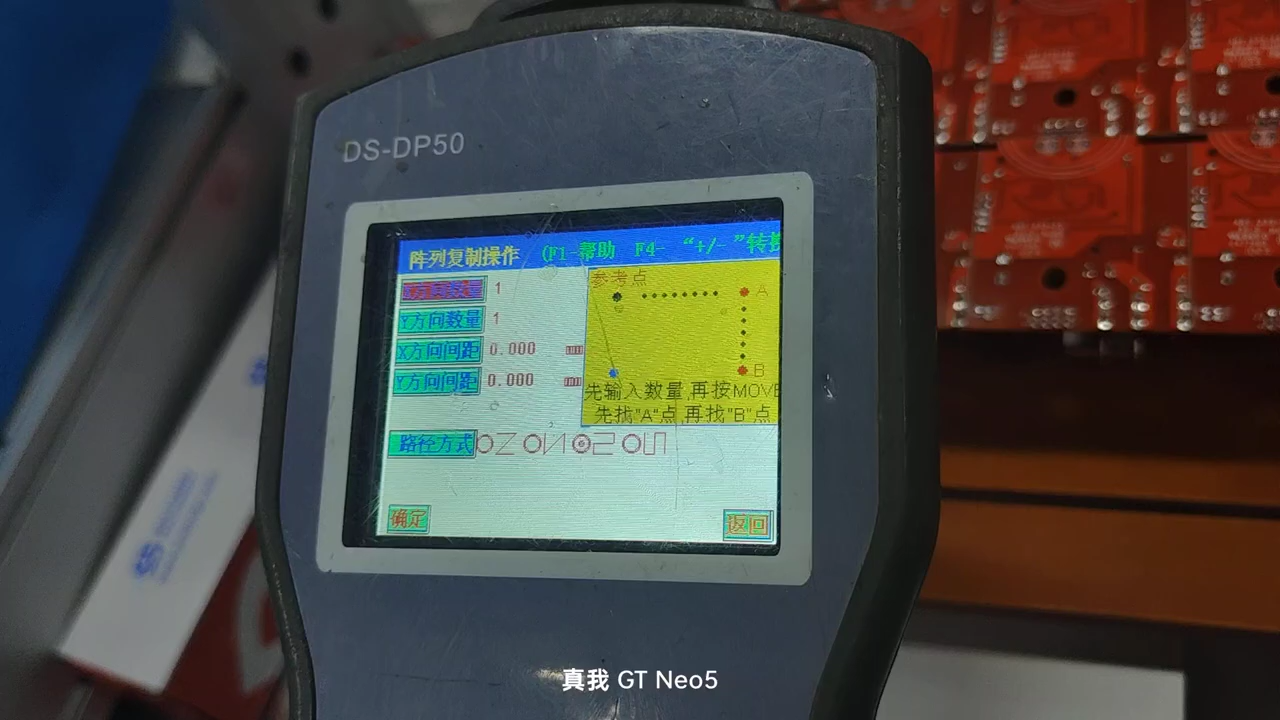 DS-DP50
阵列复制操作 (F1-帮助 F4- “+/-”转换
X方向数量 1
Y方向数量 1
X方向间距 0.000 mm
Y方向间距 0.000 mm
参考点
A
B
先输入数量,再按MOVE
先找"A"点,再找"B"点
路径方式
确定
返回
真我 GT Neo5